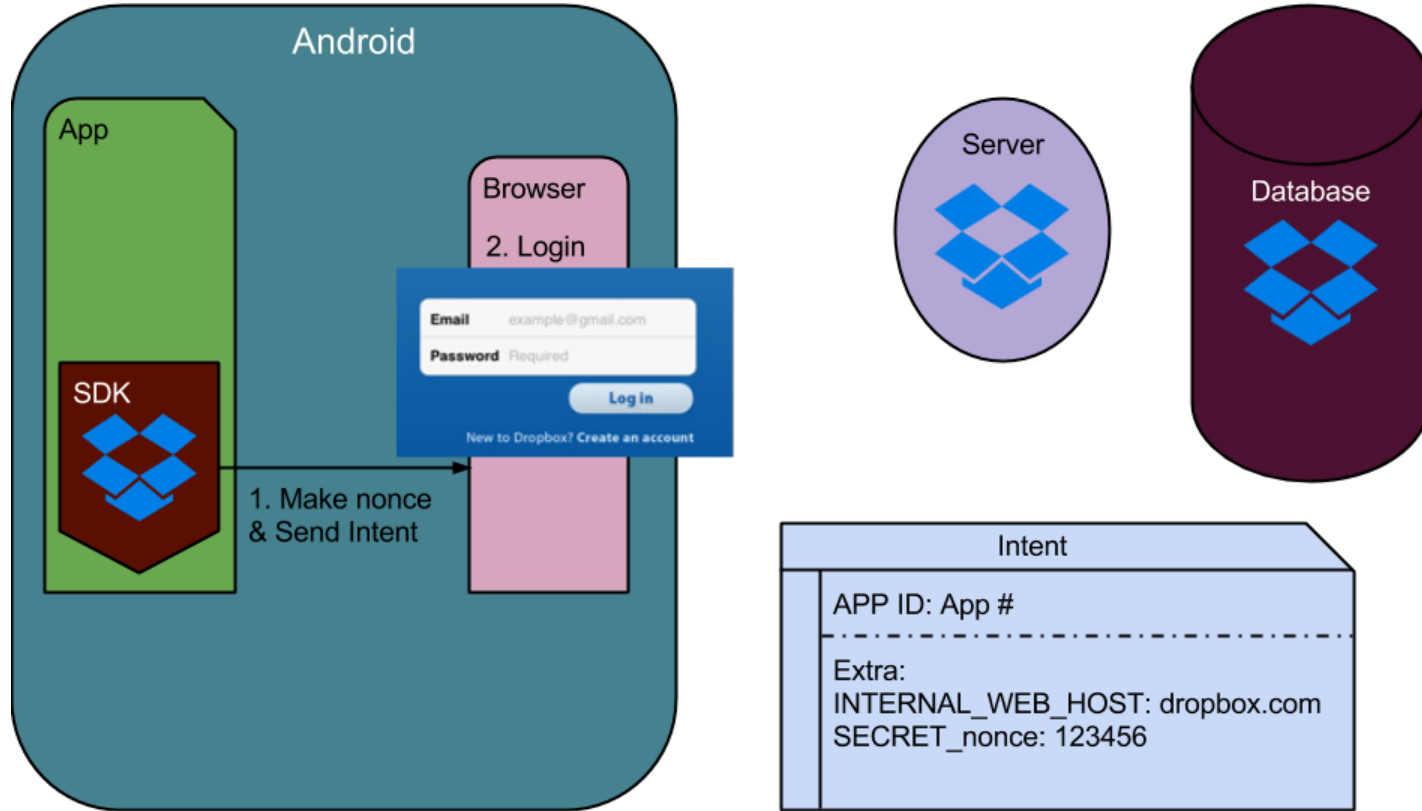 Android
App
SDK
1. Make nonce
& Send Intent
Browser
2. Login
Email example@gmail.com
Password Required
Log in
New to Dropbox? Create an account
Server
Database
Intent
APP ID: App #
Extra:
INTERNAL_WEB_HOST: dropbox.com
SECRET_nonce: 123456